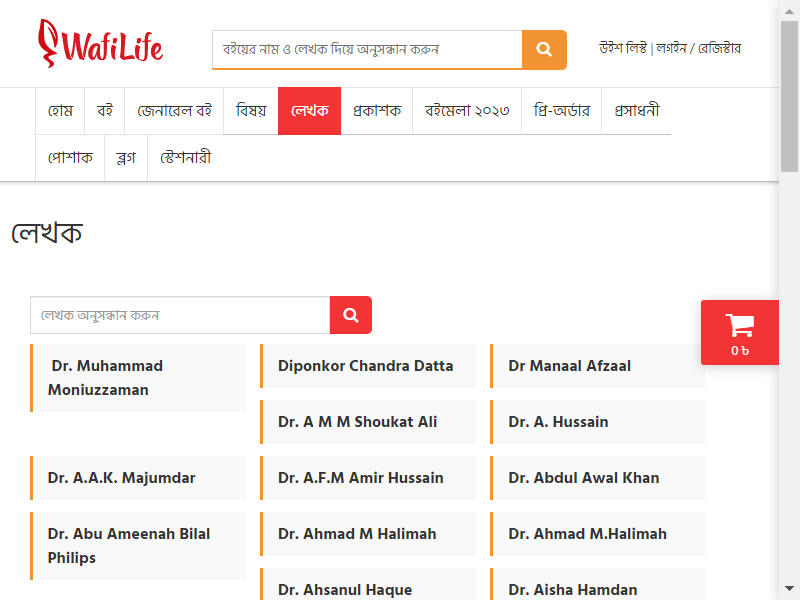 WafiLife
বইয়ের নাম ও লেখক দিয়ে অনুসন্ধান করুন
উইশ লিস্ট | লগইন / রেজিস্টার
হোম বই জেনারেল বই বিষয় লেখক প্রকাশক বইমেলা ২০২৩ প্রি-অর্ডার প্রসাধনী
পোশাক ব্লগ স্টেশনারী
লেখক
লেখক অনুসন্ধান করুন
0 ৳
Dr. Muhammad
Moniuzzaman
Diponkor Chandra Datta
Dr Manaal Afzaal
Dr. A M M Shoukat Ali
Dr. A. Hussain
Dr. A.A.K. Majumdar
Dr. A.F.M Amir Hussain
Dr. Abdul Awal Khan
Dr. Abu Ameenah Bilal
Philips
Dr. Ahmad M Halimah
Dr. Ahmad M.Halimah
Dr. Ahsanul Haque
Dr. Aisha Hamdan